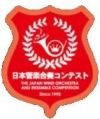 日本管楽合奏コンテスト
THE JAPAN WIND ORCHESTRA
AND ENSEMBLE COMPETITION
Since 1995